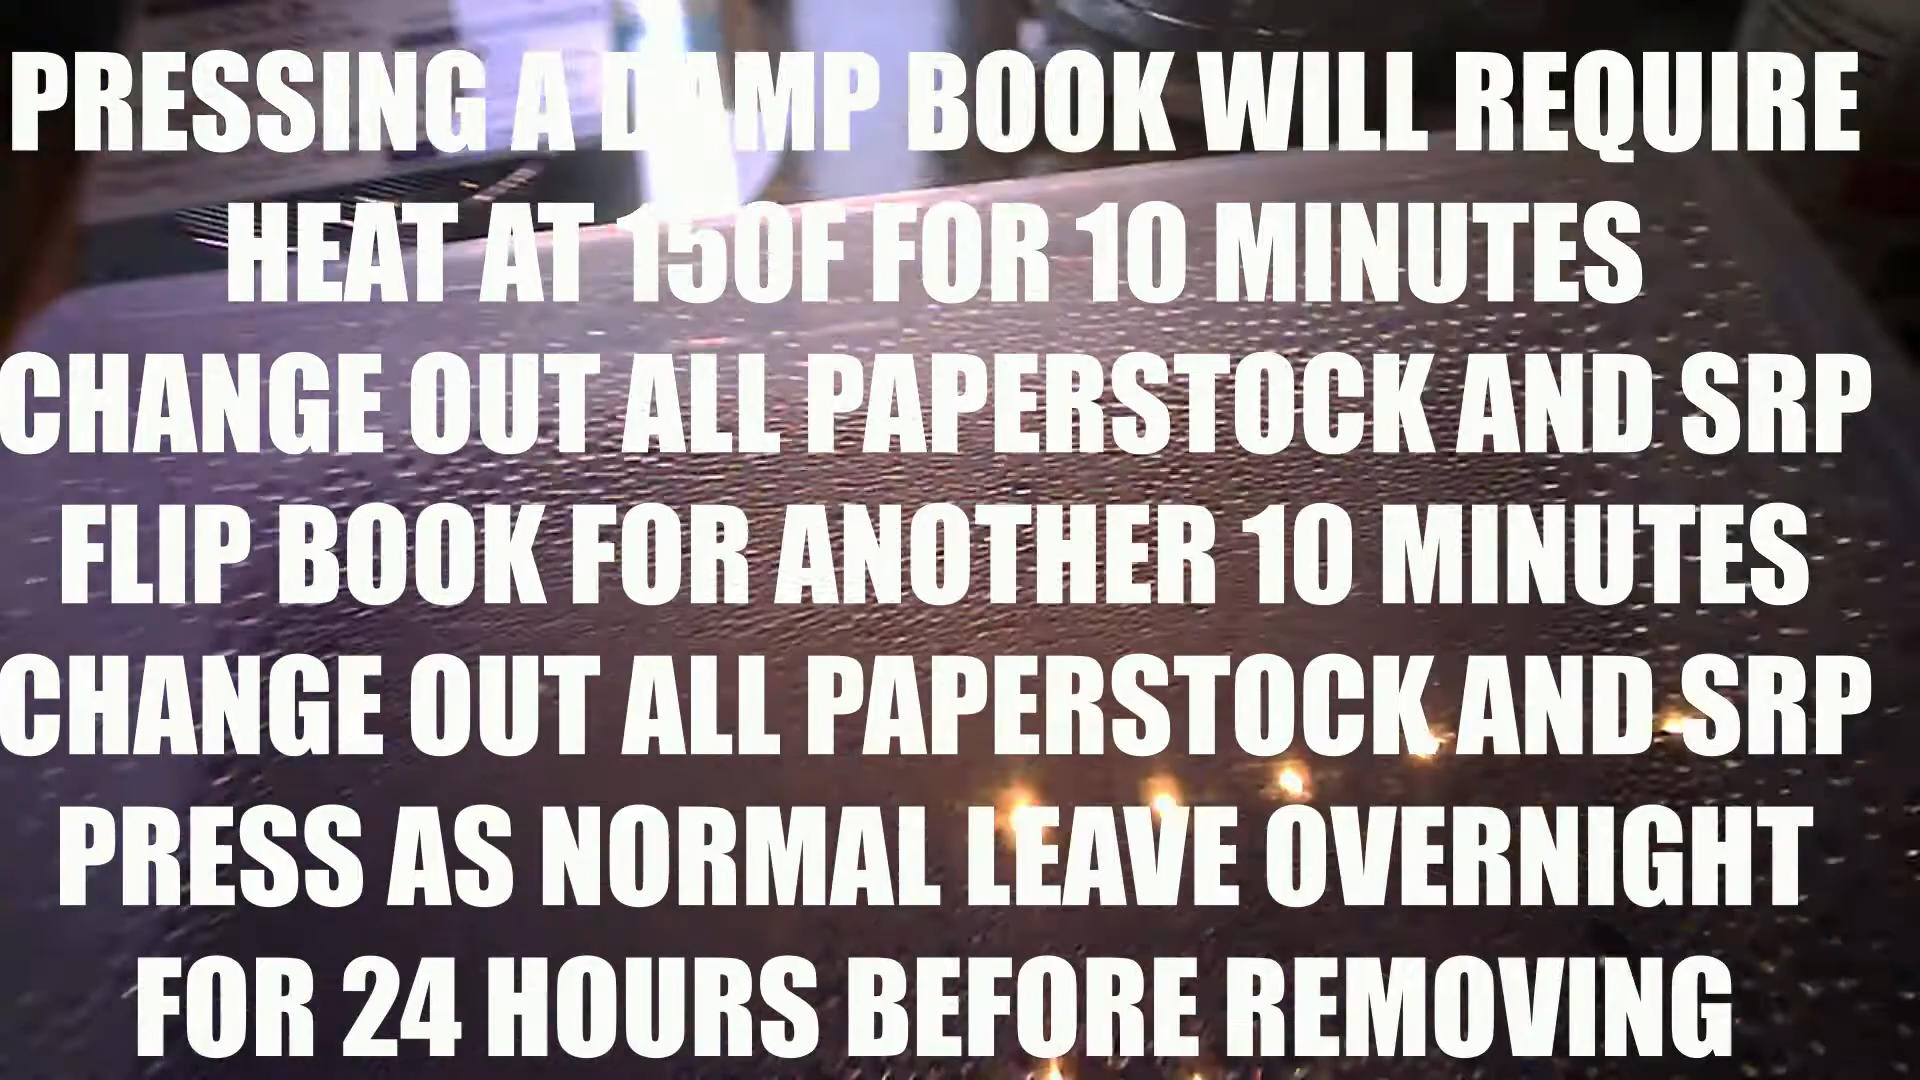 PRESSING A DAMP BOOK WILL REQUIRE
HEAT AT 150F FOR 10 MINUTES
CHANGE OUT ALL PAPERSTOCK AND SRP
FLIP BOOK FOR ANOTHER 10 MINUTES
CHANGE OUT ALL PAPERSTOCK AND SRP
PRESS AS NORMAL LEAVE OVERNIGHT
FOR 24 HOURS BEFORE REMOVING